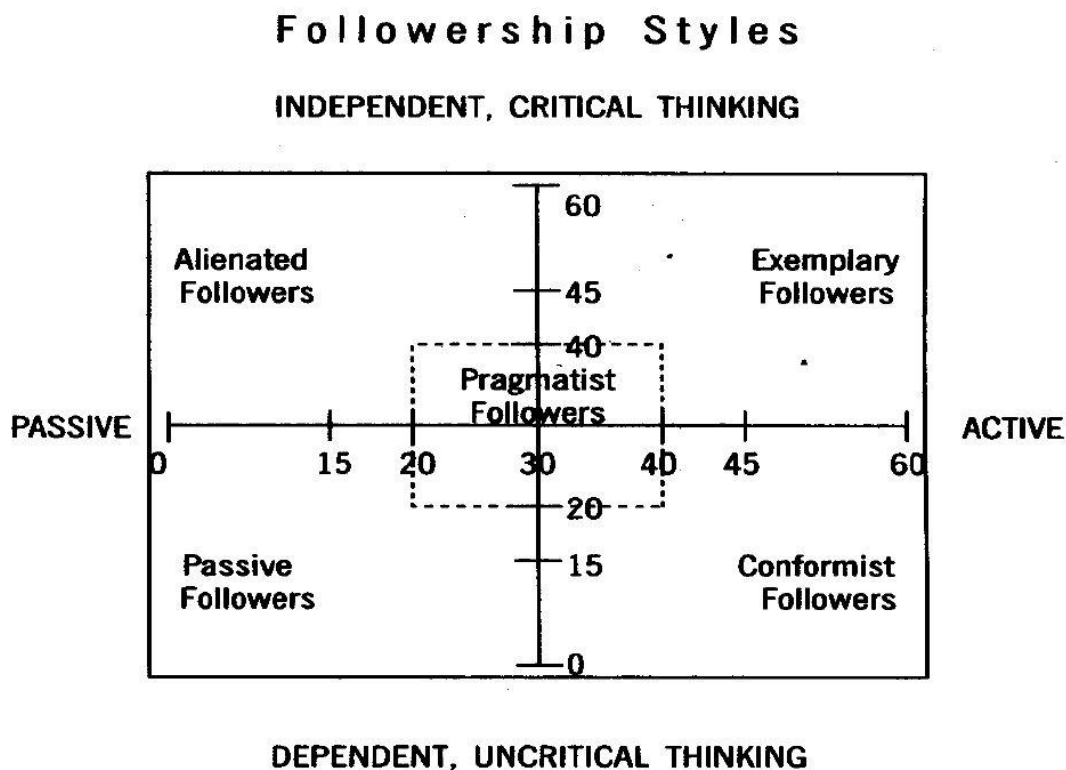 Followership Styles
INDEPENDENT, CRITICAL THINKING
60
Alienated
Followers
Exemplary
Followers
45
40
Pragmatist
Followers
PASSIVE
ACTIVE
0 15 20 30 40 45 60
20
15
Passive
Followers
Conformist
Followers
0
DEPENDENT, UNCRITICAL THINKING